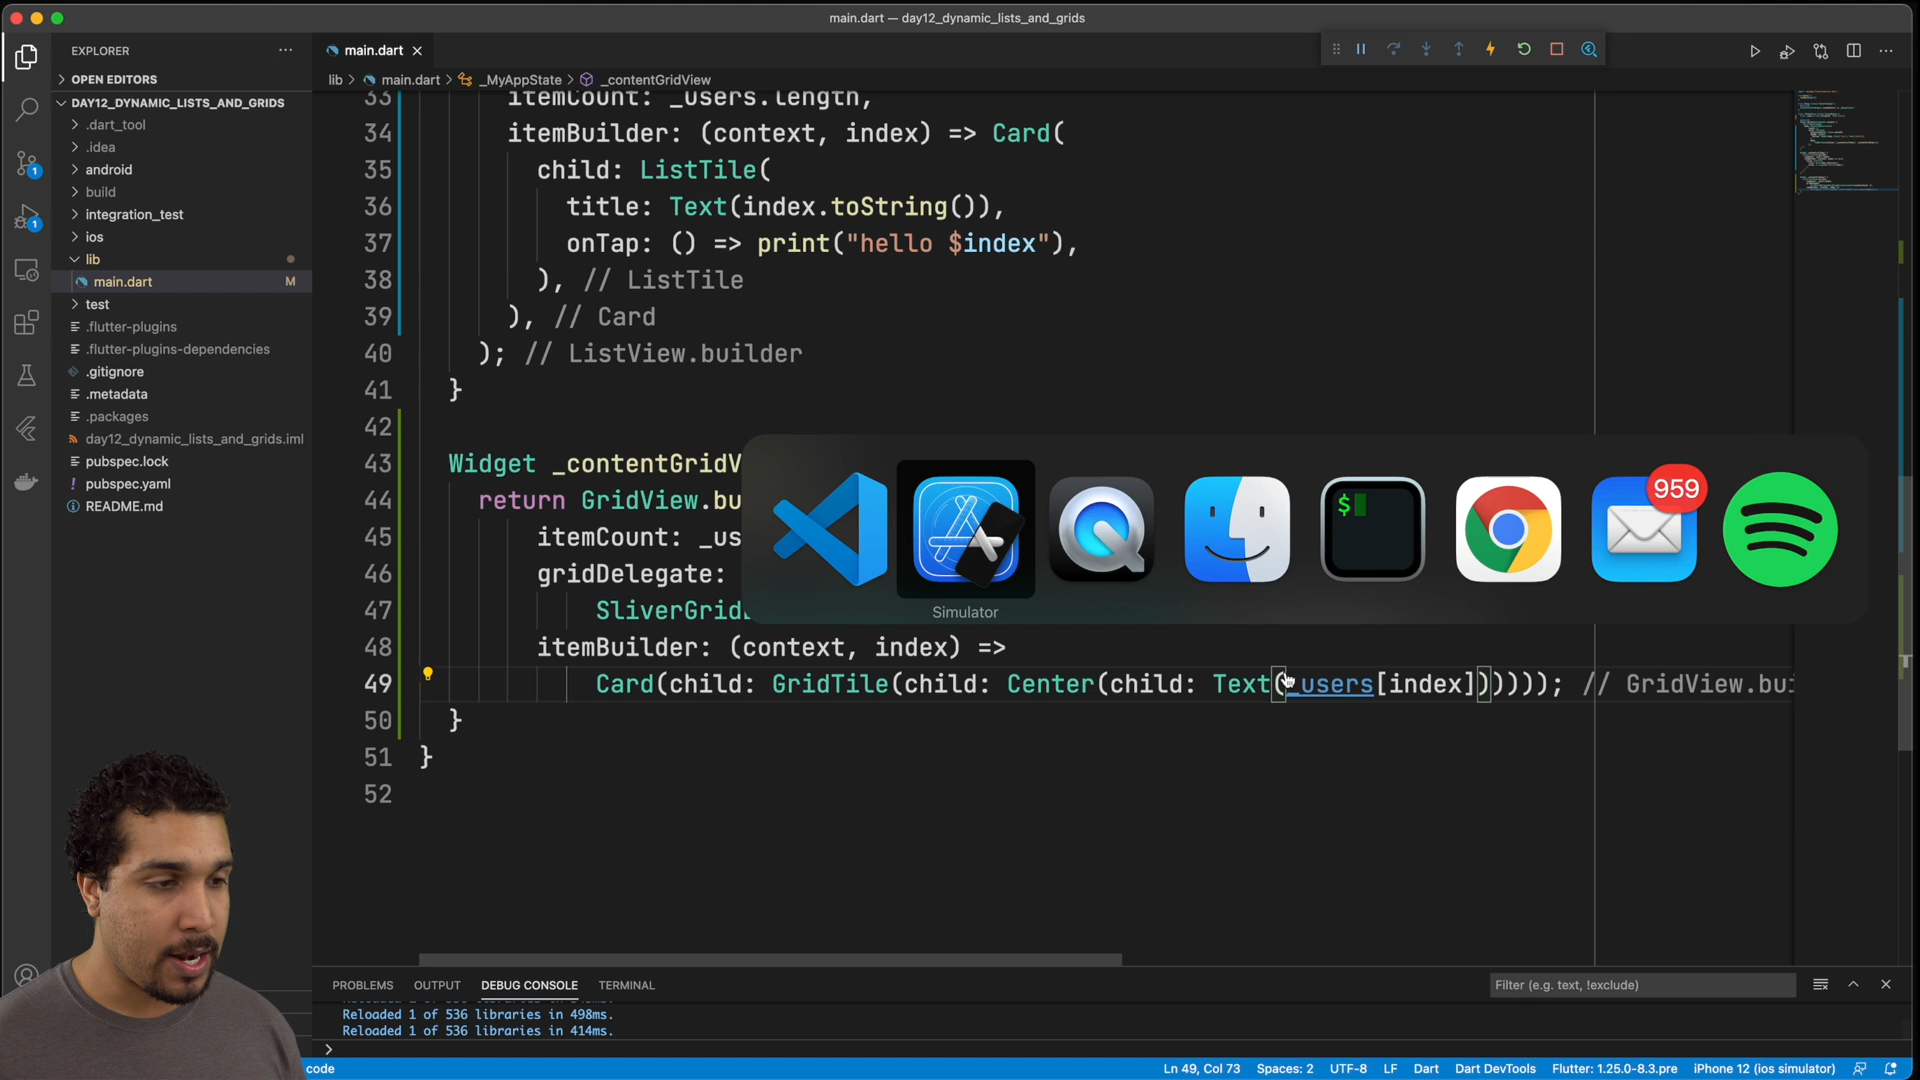 main.dart — day12_dynamic_lists_and_grids
EXPLORER
OPEN EDITORS
DAY12_DYNAMIC_LISTS_AND_GRIDS
.dart_tool
.idea
android
build
integration_test
ios
lib
main.dart M
test
.flutter-plugins
.flutter-plugins-dependencies
.gitignore
.metadata
.packages
day12_dynamic_lists_and_grids.iml
pubspec.lock
pubspec.yaml
README.md
1
1
main.dart
lib > main.dart > _MyAppState > _contentGridView
33 itemCount: _users.length,
34 itemBuilder: (context, index) => Card(
35 child: ListTile(
36 title: Text(index.toString()),
37 onTap: () => print("hello $index"),
38 ), // ListTile
39 ), // Card
40 ); // ListView.builder
41 }
42
43 Widget _contentGridV
44 return GridView.bu
45 itemCount: _us
46 gridDelegate:
47 SliverGrid
48 itemBuilder: (context, index) =>
49 Card(child: GridTile(child: Center(child: Text(_users[index])))); // GridView.bui
50 }
51 }
52
$
959
Simulator
PROBLEMS OUTPUT DEBUG CONSOLE TERMINAL
Filter (e.g. text, !exclude)
Reloaded 1 of 536 libraries in 498ms.
Reloaded 1 of 536 libraries in 414ms.
>
code
Ln 49, Col 73 Spaces: 2 UTF-8 LF Dart Dart DevTools Flutter: 1.25.0-8.3.pre iPhone 12 (ios simulator)